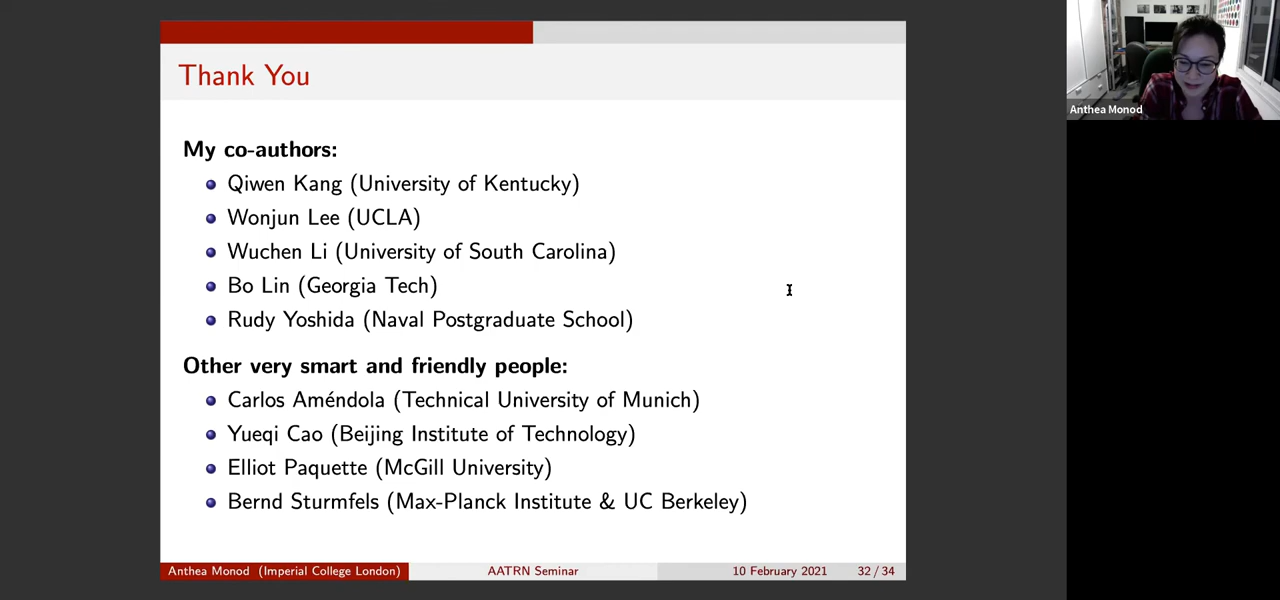 Thank You
My co-authors:
Qiwen Kang (University of Kentucky)
Wonjun Lee (UCLA)
Wuchen Li (University of South Carolina)
Bo Lin (Georgia Tech)
Rudy Yoshida (Naval Postgraduate School)
Other very smart and friendly people:
Carlos Améndola (Technical University of Munich)
Yueqi Cao (Beijing Institute of Technology)
Elliot Paquette (McGill University)
Bernd Sturmfels (Max-Planck Institute & UC Berkeley)
Anthea Monod (Imperial College London) AATRN Seminar 10 February 2021 32 / 34
Anthea Monod